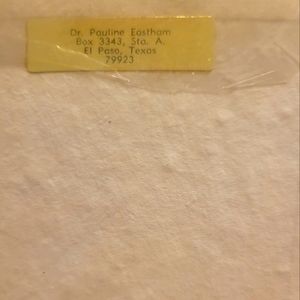 Dr. Pauline Eastham
Box 3343, Sta. A.
El Paso, Texas
79923